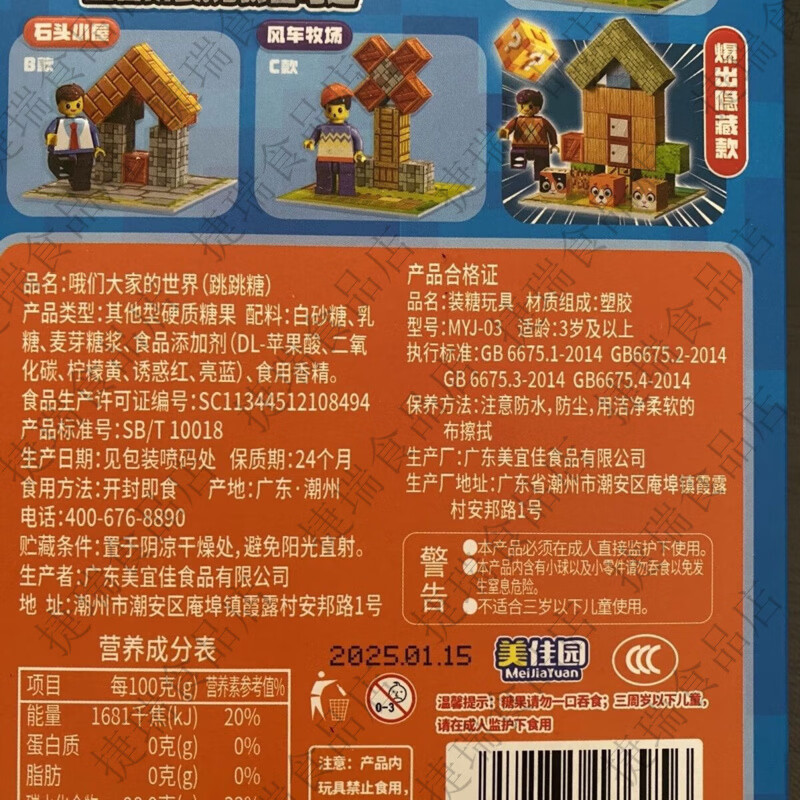 石头小屋
B款
风车牧场
C款
爆出隐藏款
品名:哦们大家的世界(跳跳糖)
产品类型:其他型硬质糖果 配料:白砂糖、乳
糖、麦芽糖浆、食品添加剂(DL-苹果酸、二氧
化碳、柠檬黄、诱惑红、亮蓝)、食用香精。
食品生产许可证编号:SC11344512108494
产品标准号:SB/T 10018
生产日期:见包装喷码处 保质期:24个月
食用方法:开封即食 产地:广东·潮州
电话:400-676-8890
贮藏条件:置于阴凉干燥处,避免阳光直射。
生产者:广东美宜佳食品有限公司
地 址:潮州市潮安区庵埠镇霞露村安邦路1号
营养成分表
项目 每100克(g) 营养素参考值%
能量 1681千焦(kJ) 20%
蛋白质 0克(g) 0%
脂肪 0克(g) 0%
产品合格证
品名:装糖玩具 材质组成:塑胶
型号:MYJ-03 适龄:3岁及以上
执行标准:GB 6675.1-2014 GB6675.2-2014
GB 6675.3-2014 GB6675.4-2014
保养方法:注意防水,防尘,用洁净柔软的
布擦拭
生产厂:广东美宜佳食品有限公司
生产厂地址:广东省潮州市潮安区庵埠镇霞露
村安邦路1号
警告
●本产品必须在成人直接监护下使用。
●本产品内含有小球以及小零件请勿吞食以免发
生窒息危险。
●不适合三岁以下儿童使用。
2025.01.15
美佳园
MeiJiaYuan
CCC
0-3
温馨提示:糖果请勿一口吞食;三周岁以下儿童,
请在成人监护下食用
注意:产品内
玩具禁止食用,
捷瑞食品店